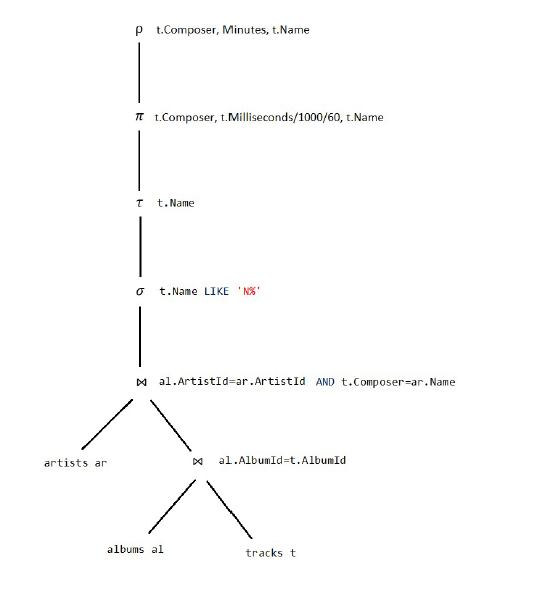 ρ t.Composer, Minutes, t.Name
π t.Composer, t.Milliseconds/1000/60, t.Name
τ t.Name
σ t.Name LIKE 'N%'
⋈ al.ArtistId=ar.ArtistId AND t.Composer=ar.Name
artists ar
⋈ al.AlbumId=t.AlbumId
albums al
tracks t